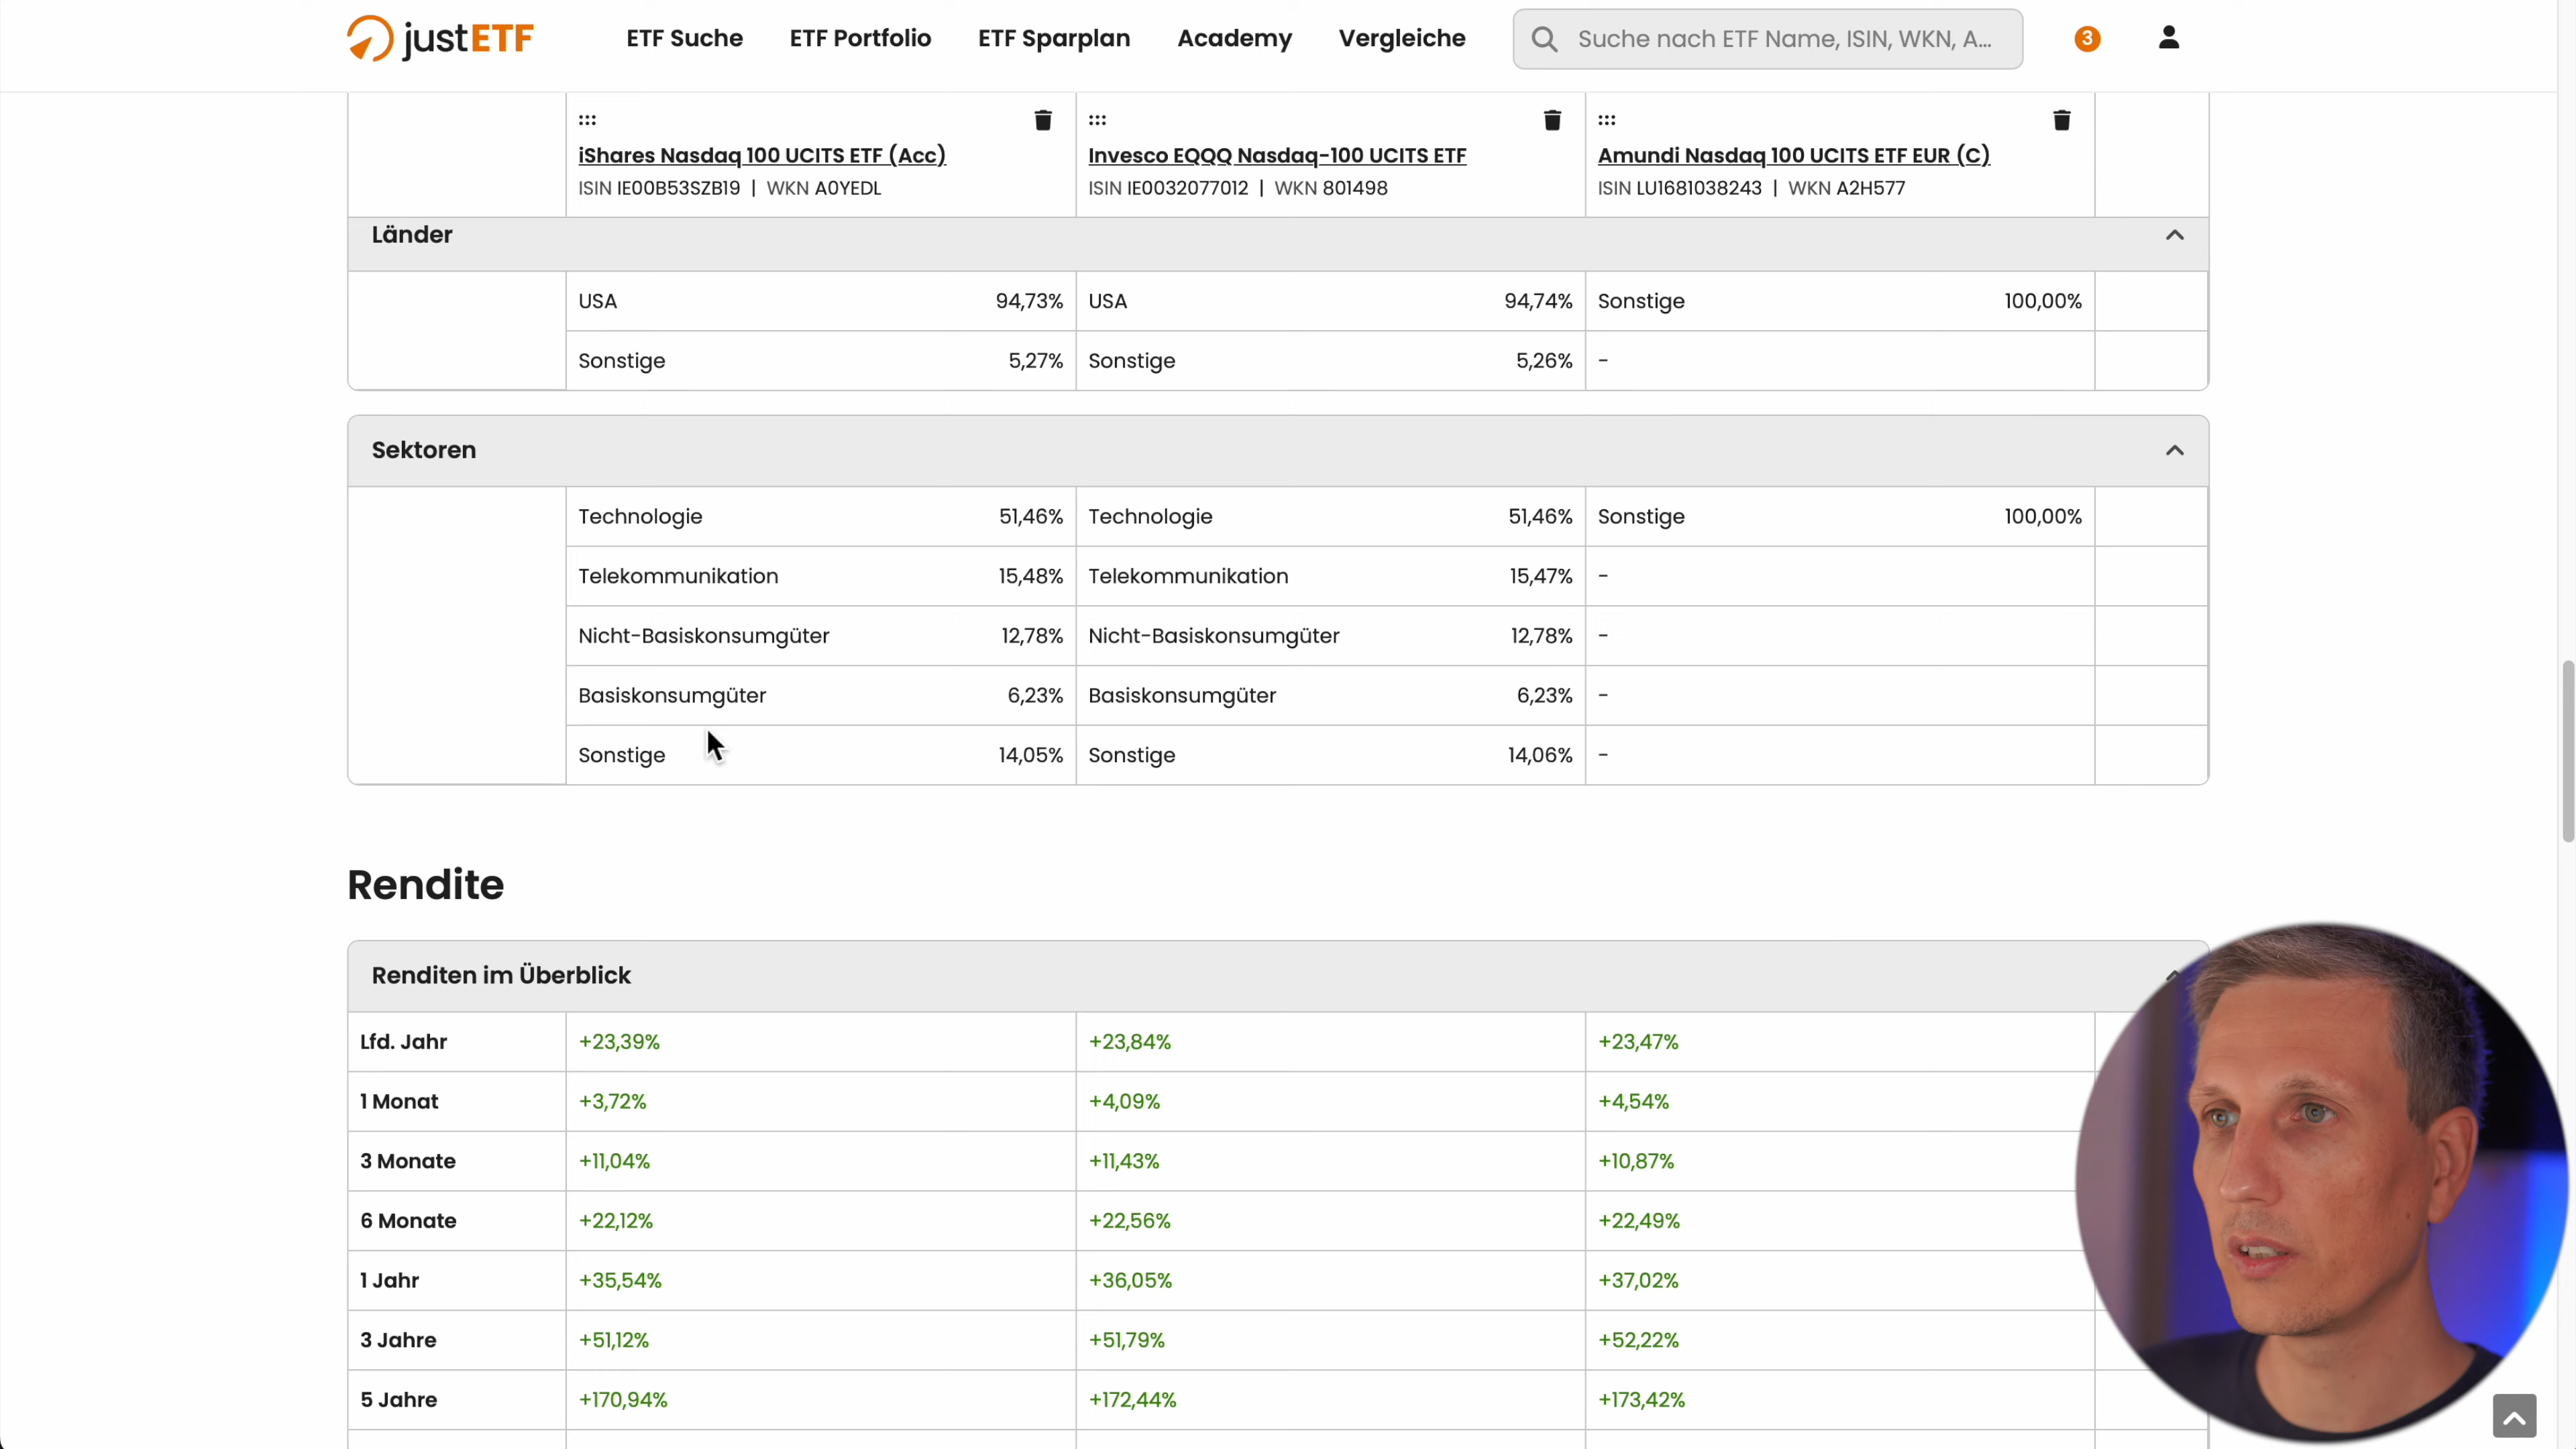 justETF ETF Suche ETF Portfolio ETF Sparplan Academy Vergleiche Suche nach ETF Name, ISIN, WKN, A... 3
iShares Nasdaq 100 UCITS ETF (Acc) Invesco EQQQ Nasdaq-100 UCITS ETF Amundi Nasdaq 100 UCITS ETF EUR (C)
ISIN IE00B53SZB19 | WKN A0YEDL ISIN IE0032077012 | WKN 801498 ISIN LU1681038243 | WKN A2H577
Länder
USA 94,73% USA 94,74% Sonstige 100,00%
Sonstige 5,27% Sonstige 5,26% -
Sektoren
Technologie 51,46% Technologie 51,46% Sonstige 100,00%
Telekommunikation 15,48% Telekommunikation 15,47% -
Nicht-Basiskonsumgüter 12,78% Nicht-Basiskonsumgüter 12,78% -
Basiskonsumgüter 6,23% Basiskonsumgüter 6,23% -
Sonstige 14,05% Sonstige 14,06% -
Rendite
Renditen im Überblick
Lfd. Jahr +23,39% +23,84% +23,47%
1 Monat +3,72% +4,09% +4,54%
3 Monate +11,04% +11,43% +10,87%
6 Monate +22,12% +22,56% +22,49%
1 Jahr +35,54% +36,05% +37,02%
3 Jahre +51,12% +51,79% +52,22%
5 Jahre +170,94% +172,44% +173,42%